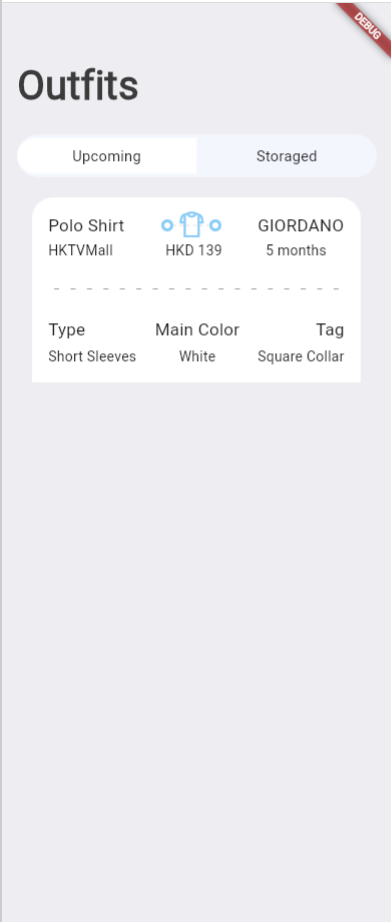 DEBUG
Outfits
Upcoming Storaged
Polo Shirt GIORDANO
HKTVMall HKD 139 5 months
Type Main Color Tag
Short Sleeves White Square Collar